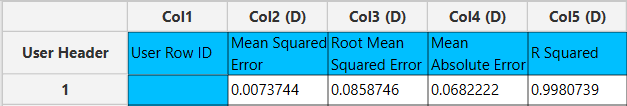 Col1 Col2 (D) Col3 (D) Col4 (D) Col5 (D)
User Header User Row ID Mean Squared Error Root Mean Squared Error Mean Absolute Error R Squared
1 0.0073744 0.0858746 0.0682222 0.9980739